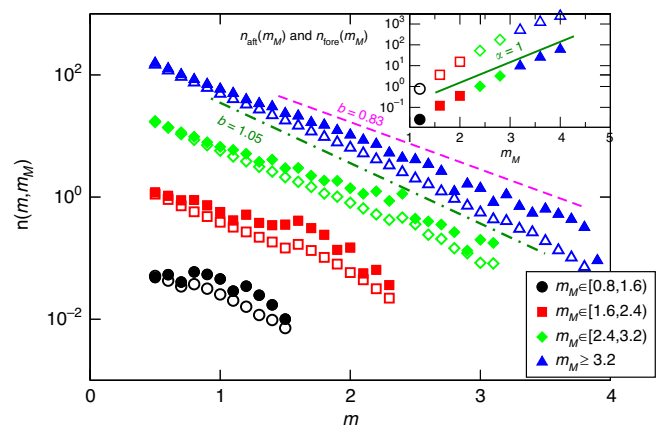 n_aft(m_M) and n_fore(m_M)
10^3
10^2
10^1
10^0
10^-1
α = 1
1 2 3 4 5
m_M
b = 0.83
b = 1.05
n(m,m_M)
10^2
10^0
10^-2
m_M∈[0.8,1.6)
m_M∈[1.6,2.4)
m_M∈[2.4,3.2)
m_M ≥ 3.2
0 1 2 3 4
m